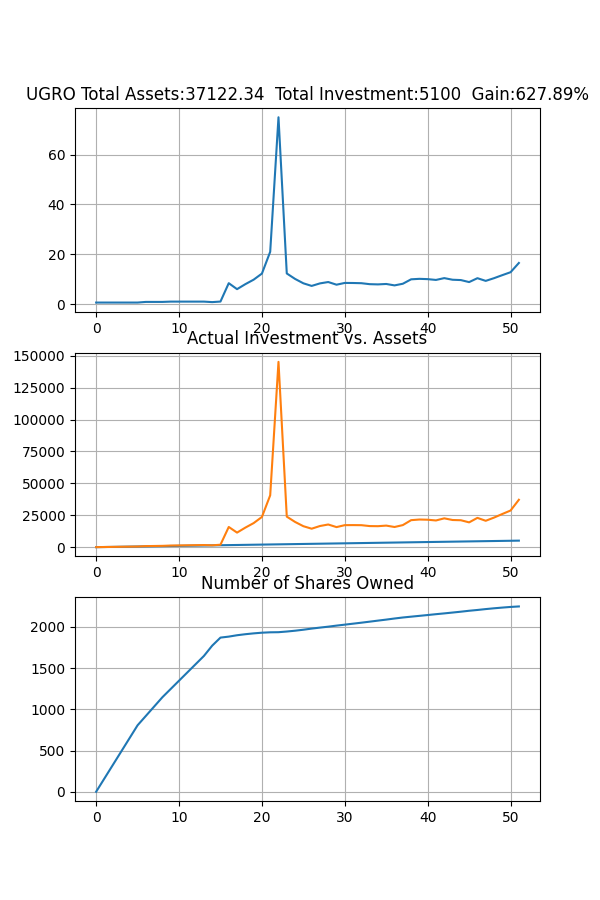 UGRO Total Assets:37122.34  Total Investment:5100  Gain:627.89%
60
40
20
0
0 10 20 30 40 50
Actual Investment vs. Assets
150000
125000
100000
75000
50000
25000
0
0 10 20 30 40 50
Number of Shares Owned
2000
1500
1000
500
0
0 10 20 30 40 50